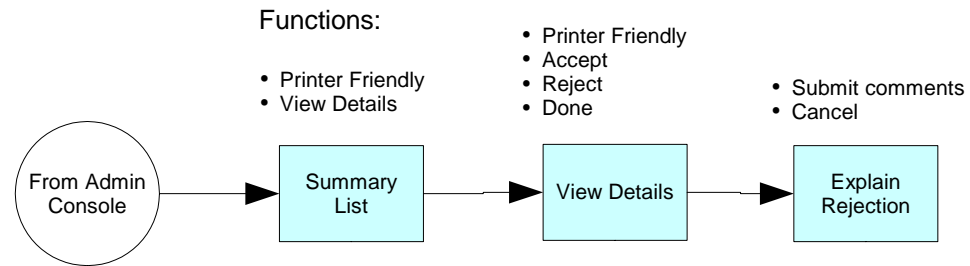 Functions:
• Printer Friendly
• View Details
• Printer Friendly
• Accept
• Reject
• Done
• Submit comments
• Cancel
From Admin
Console
Summary
List
View Details
Explain
Rejection